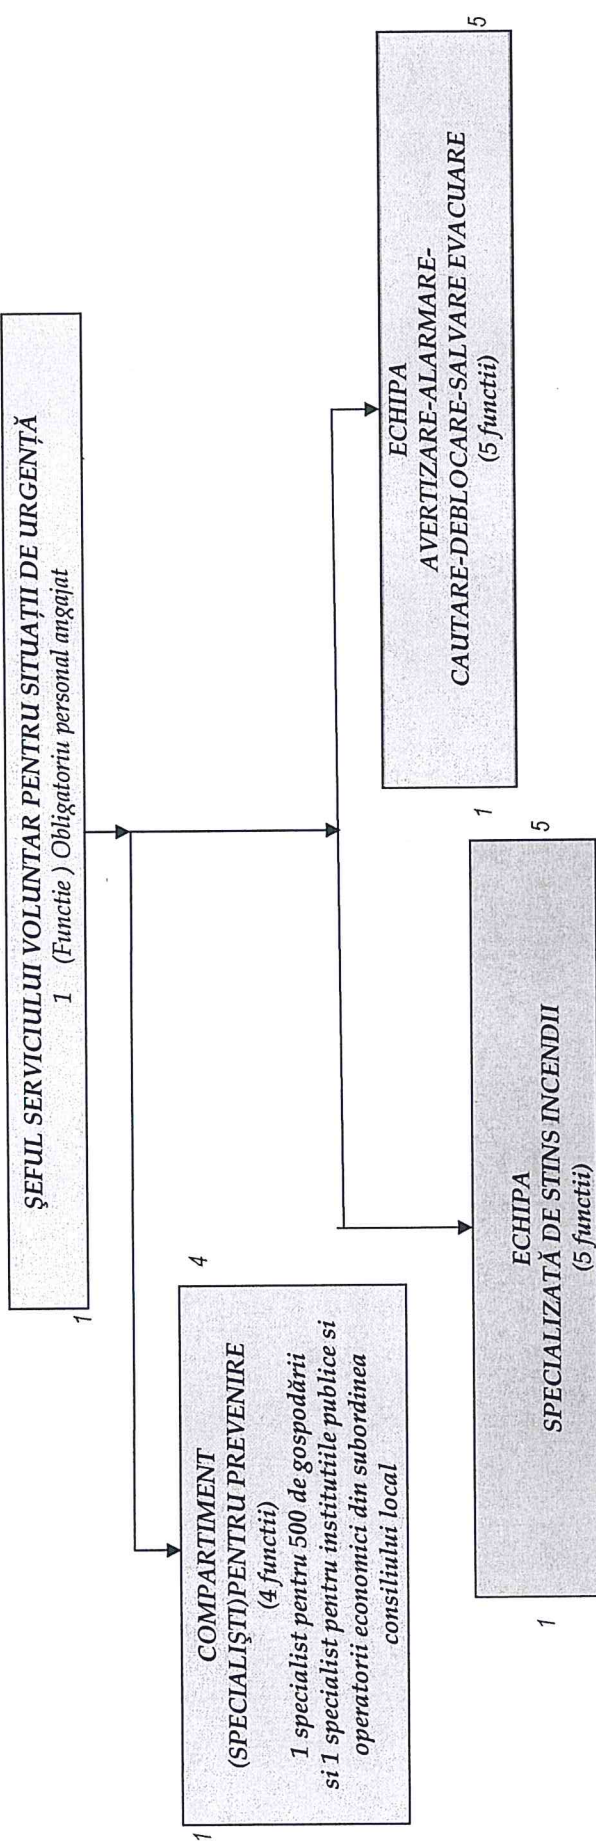 ŞEFUL SERVICIULUI VOLUNTAR PENTRU SITUAŢII DE URGENŢĂ
1 (Functie ) Obligatoriu personal angajat
1
COMPARTIMENT
(SPECIALIŞTI)PENTRU PREVENIRE
(4 functii)
1 specialist pentru 500 de gospodării
si 1 specialist pentru institutiile publice si
operatorii economici din subordinea
consiliului local
1
4
ECHIPA
SPECIALIZATĂ DE STINS INCENDII
(5 functii)
1
5
ECHIPA
AVERTIZARE-ALARMARE-
CAUTARE-DEBLOCARE-SALVARE EVACUARE
(5 functii)
1
5